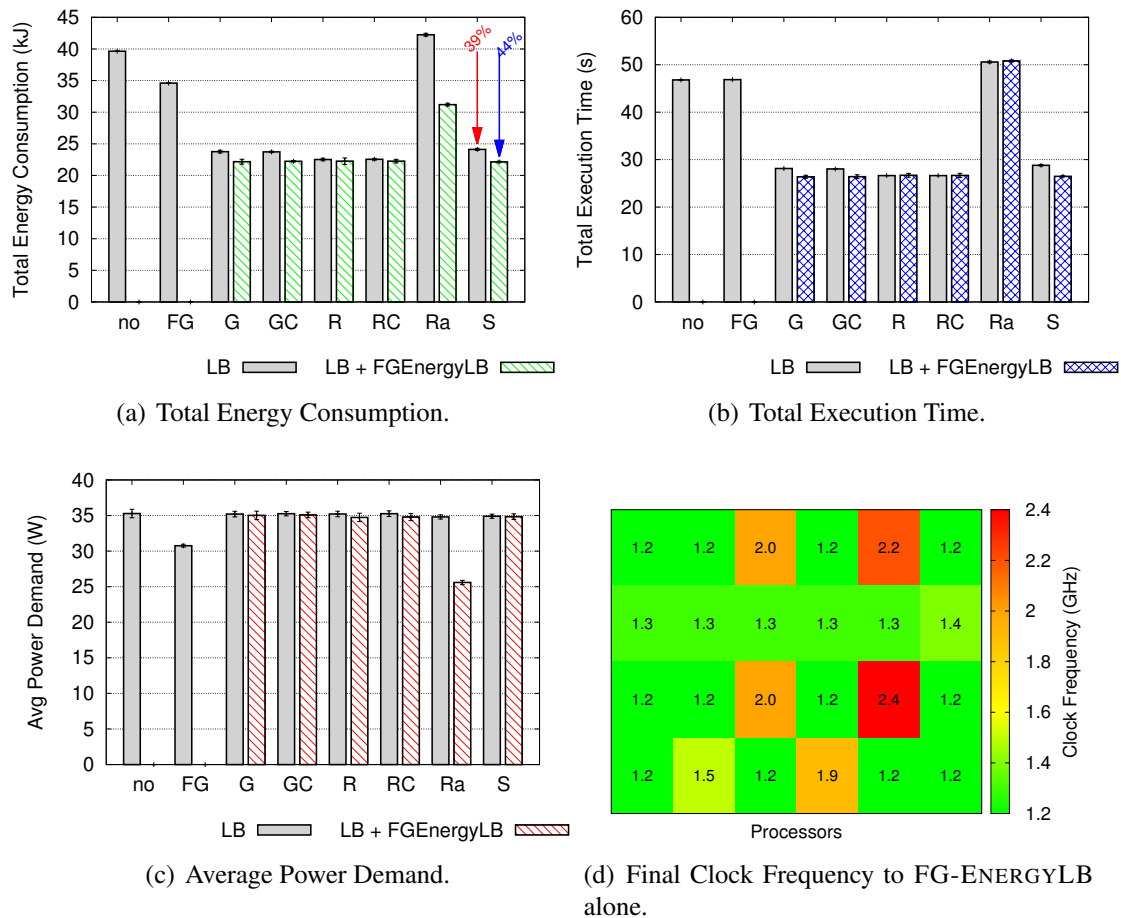 Total Energy Consumption (kJ)
45
40
35
30
25
20
15
10
5
0
39%
44%
no FG G GC R RC Ra S
LB LB + FGEnergyLB
(a) Total Energy Consumption.
Total Execution Time (s)
60
50
40
30
20
10
0
no FG G GC R RC Ra S
LB LB + FGEnergyLB
(b) Total Execution Time.
Avg Power Demand (W)
40
35
30
25
20
15
10
5
0
no FG G GC R RC Ra S
LB LB + FGEnergyLB
(c) Average Power Demand.
1.2 1.2 2.0 1.2 2.2 1.2
1.3 1.3 1.3 1.3 1.3 1.4
1.2 1.2 2.0 1.2 2.4 1.2
1.2 1.5 1.2 1.9 1.2 1.2
Processors
2.4
2.2
2
1.8
1.6
1.4
1.2
Clock Frequency (GHz)
(d) Final Clock Frequency to FG-ENERGYLB
alone.